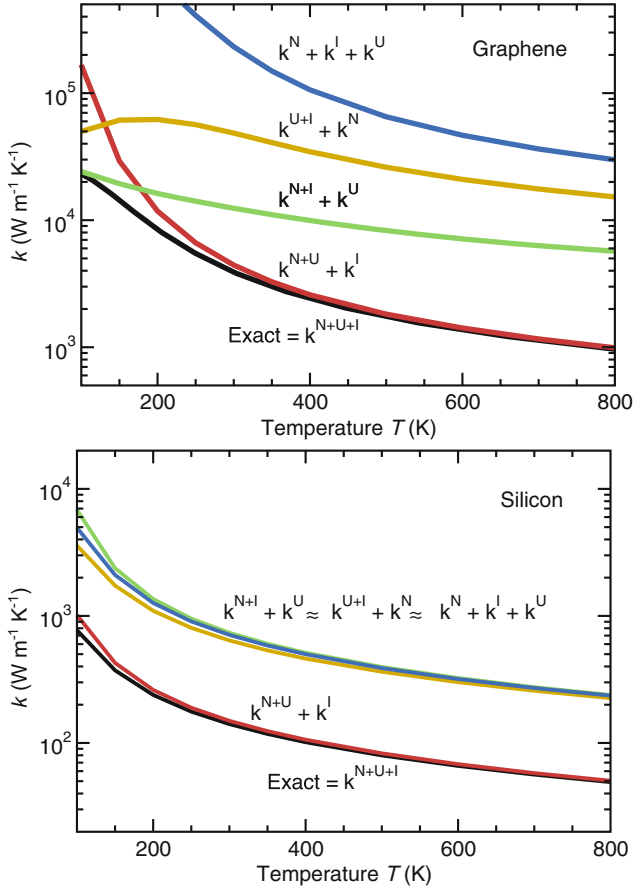 Graphene
k^N + k^I + k^U
k^U+I + k^N
k^N+I + k^U
k^N+U + k^I
Exact = k^N+U+I
10^5
10^4
10^3
k (W m^-1 K^-1)
200 400 600 800
Temperature T (K)
Silicon
k^N+I + k^U ≈ k^U+I + k^N ≈ k^N + k^I + k^U
k^N+U + k^I
Exact = k^N+U+I
10^4
10^3
10^2
k (W m^-1 K^-1)
200 400 600 800
Temperature T (K)